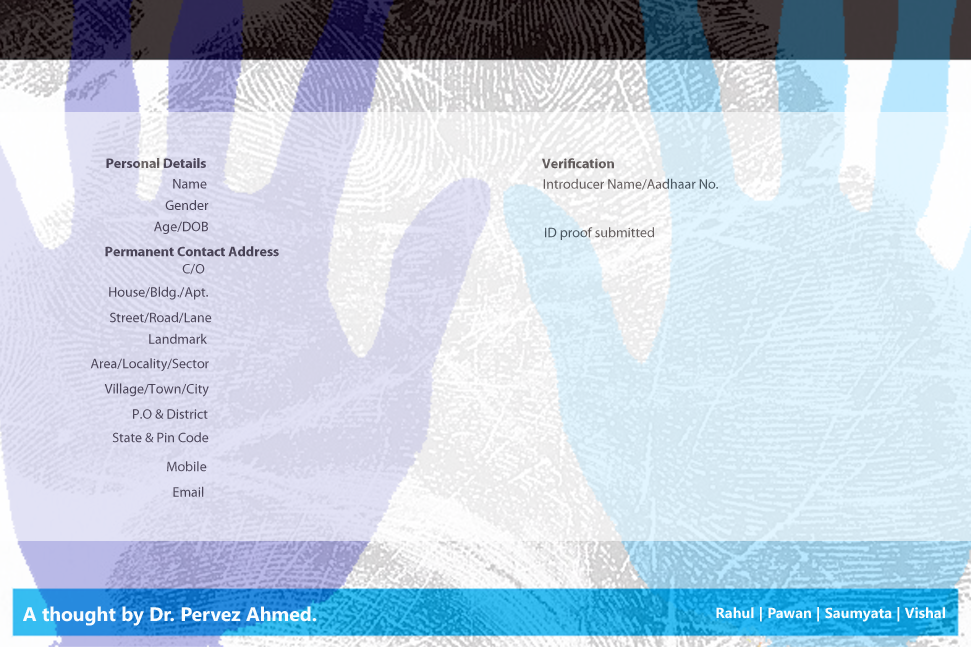 Personal Details
Name
Gender
Age/DOB
Permanent Contact Address
C/O
House/Bldg./Apt.
Street/Road/Lane
Landmark
Area/Locality/Sector
Village/Town/City
P.O & District
State & Pin Code
Mobile
Email
Verification
Introducer Name/Aadhaar No.
ID proof submitted
A thought by Dr. Pervez Ahmed.
Rahul | Pawan | Saumyata | Vishal